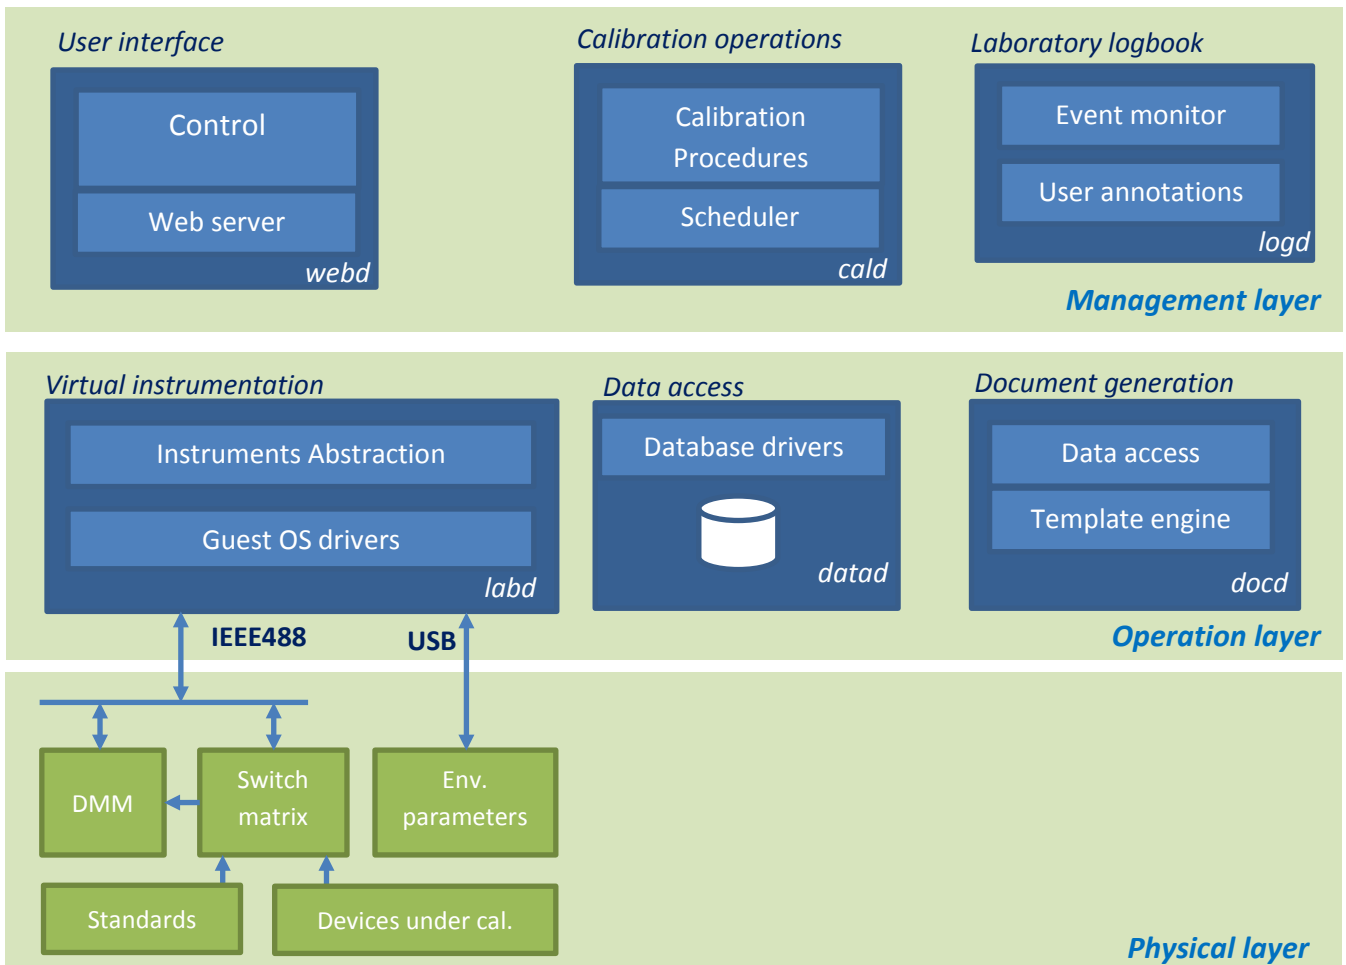 User interface
Control
Web server
webd
Calibration operations
Calibration
Procedures
Scheduler
cald
Laboratory logbook
Event monitor
User annotations
logd
Management layer
Virtual instrumentation
Instruments Abstraction
Guest OS drivers
labd
Data access
Database drivers
datad
Document generation
Data access
Template engine
docd
IEEE488
USB
Operation layer
DMM
Switch
matrix
Env.
parameters
Standards
Devices under cal.
Physical layer